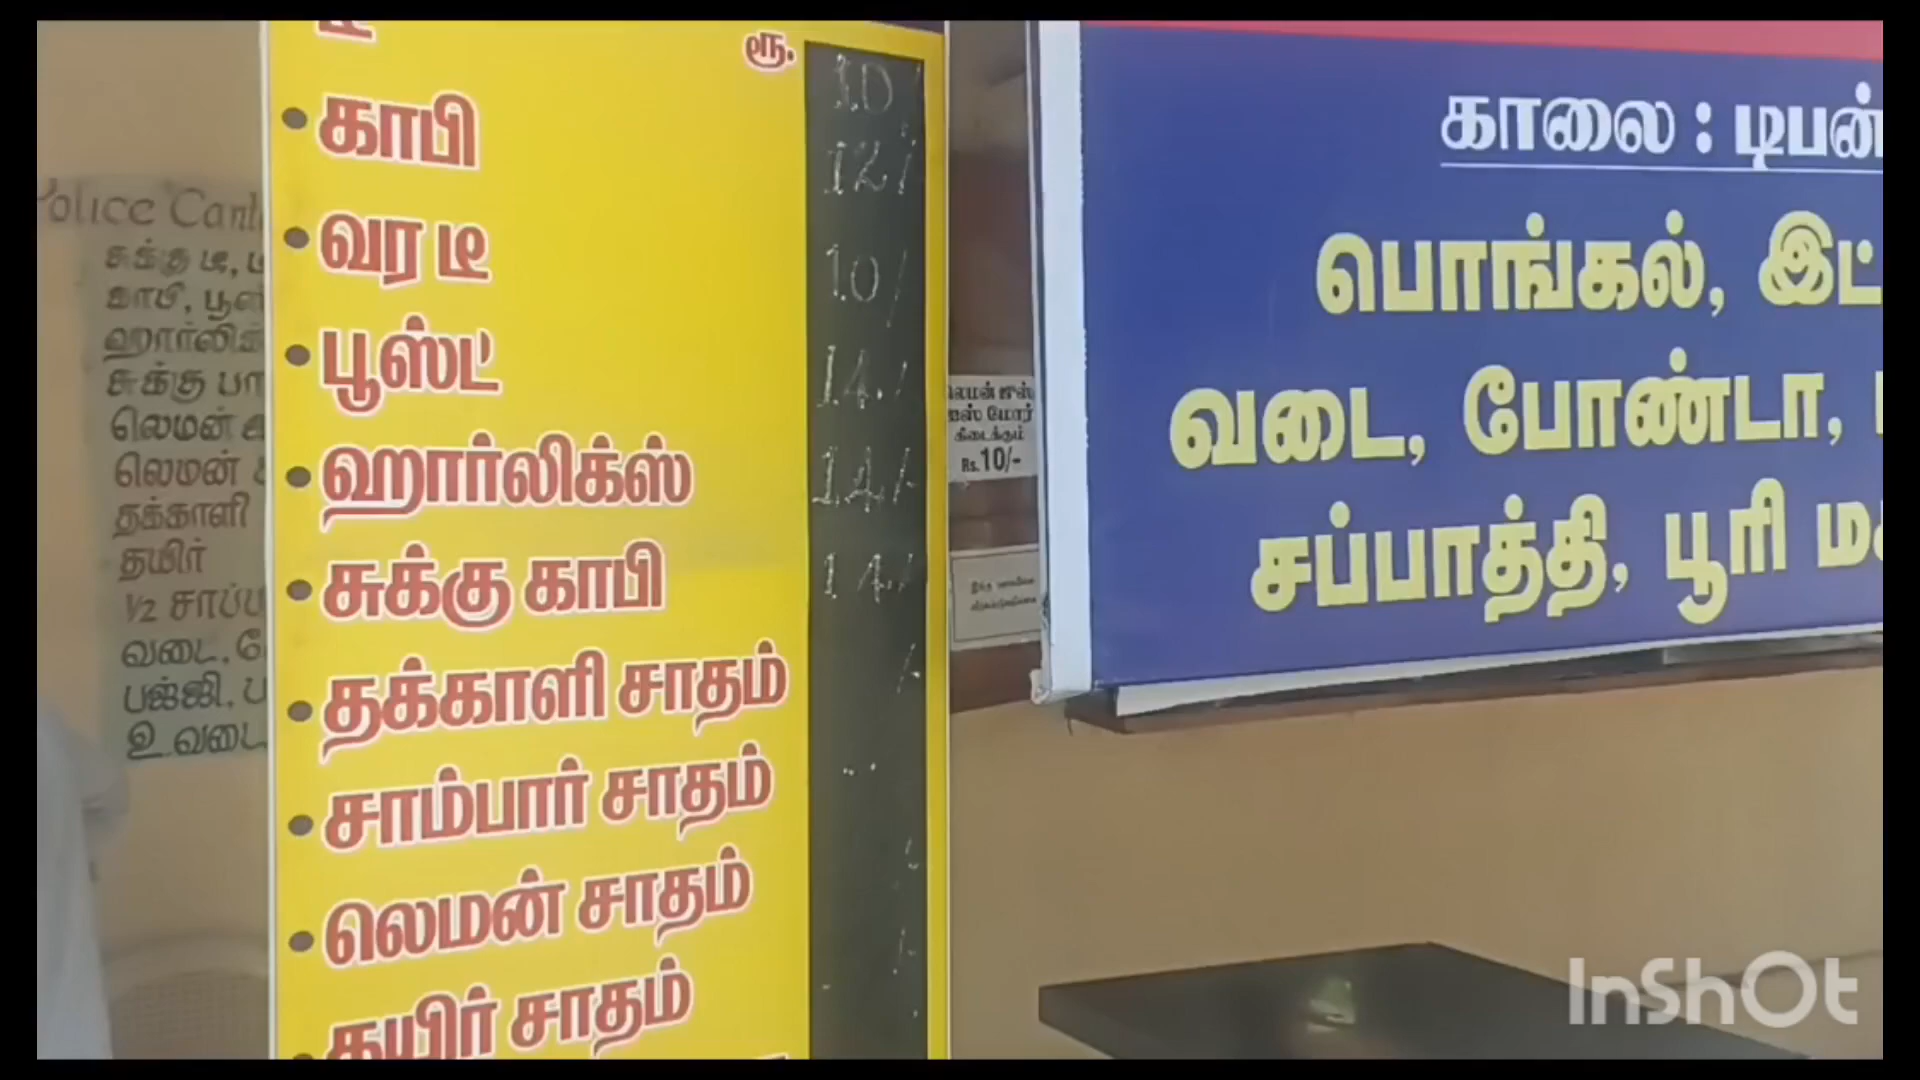 டீ
ரூ.
10
காபி 12/
வர டீ 10/
பூஸ்ட் 14/
ஹார்லிக்ஸ் 14/-
சுக்கு காபி 14/
தக்காளி சாதம் /-
சாம்பார் சாதம்
லெமன் சாதம்
தயிர் சாதம்
காலை : டிபன்
பொங்கல், இட்
வடை, போண்டா,
சப்பாத்தி, பூரி
லெமன் ஜுஸ்
ஐஸ் மோர்
கிடைக்கும்
Rs.10/-
Police
சுக்கு டீ,
காபி, பூஸ்
ஹார்லிக்
சுக்கு பா
லெமன்
லெமன்
தக்காளி
தயிர்
½ சாப்
வடை,
பஜ்ஜி,
உ.வடை
InShOt